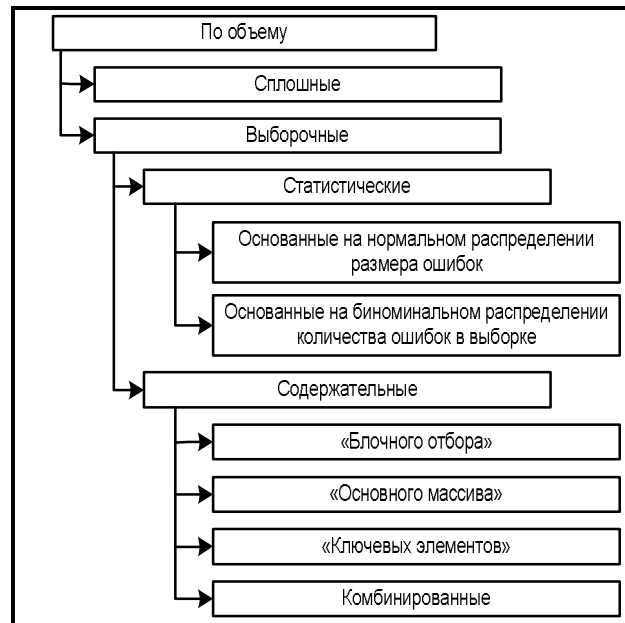 По объему
Сплошные
Выборочные
Статистические
Основанные на нормальном распределении
размера ошибок
Основанные на биноминальном распределении
количества ошибок в выборке
Содержательные
«Блочного отбора»
«Основного массива»
«Ключевых элементов»
Комбинированные